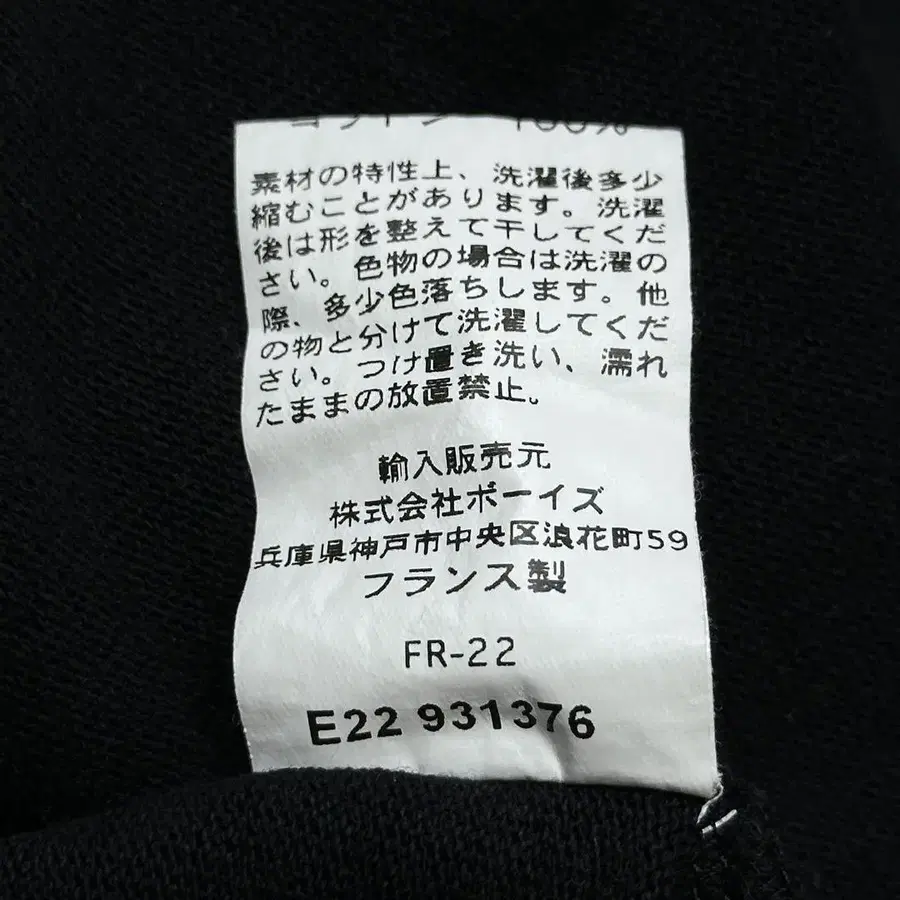 コットン 100%
素材の特性上、洗濯後多少
縮むことがあります。洗濯
後は形を整えて干してくだ
さい。色物の場合は洗濯の
際、多少色落ちします。他
の物と分けて洗濯してくだ
さい。つけ置き洗い、濡れ
たままの放置禁止。
輸入販売元
株式会社ボーイズ
兵庫県神戸市中央区浪花町59
フランス製
FR-22
E22 931376